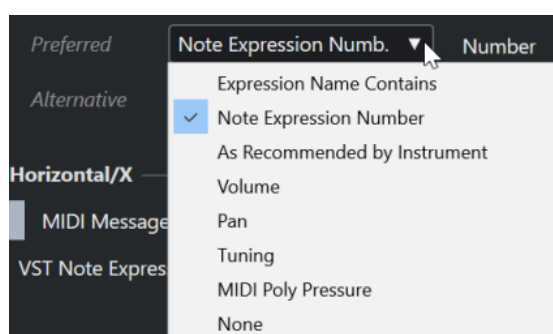 Preferred Note Expression Numb. Number
Expression Name Contains
Alternative Note Expression Number
As Recommended by Instrument
Horizontal/X Volume
MIDI Message Pan
VST Note Expres Tuning
MIDI Poly Pressure
None